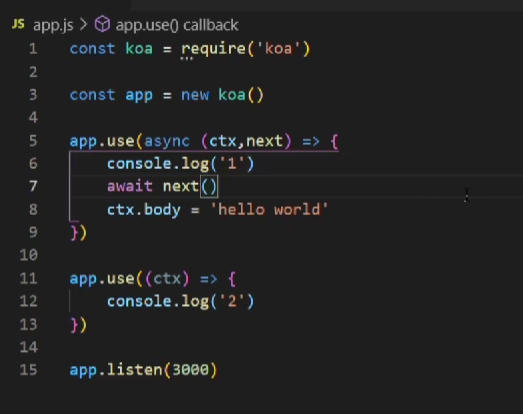 JS app.js > app.use() callback
1 const koa = require('koa')
2
3 const app = new koa()
4
5 app.use(async (ctx,next) => {
6 console.log('1')
7 await next()
8 ctx.body = 'hello world'
9 })
10
11 app.use((ctx) => {
12 console.log('2')
13 })
14
15 app.listen(3000)